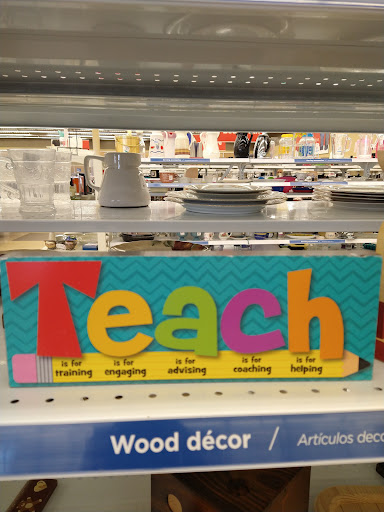 Teach
is for training
is for engaging
is for advising
is for coaching
is for helping
Wood décor / Artículos deco